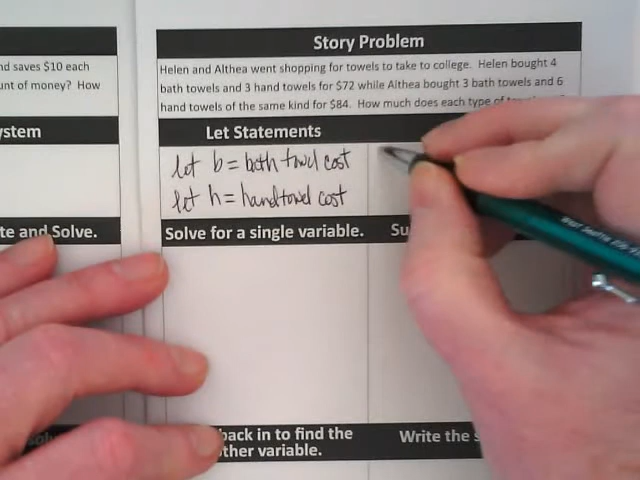 nd saves $10 each
unt of money? How
ystem
te and Solve.
Story Problem
Helen and Althea went shopping for towels to take to college. Helen bought 4
bath towels and 3 hand towels for $72 while Althea bought 3 bath towels and 6
hand towels of the same kind for $84. How much does each type of
Let Statements
let b = bath towel cost
let h = hand towel cost
Solve for a single variable.
Su
back in to find the
ther variable.
Write the s